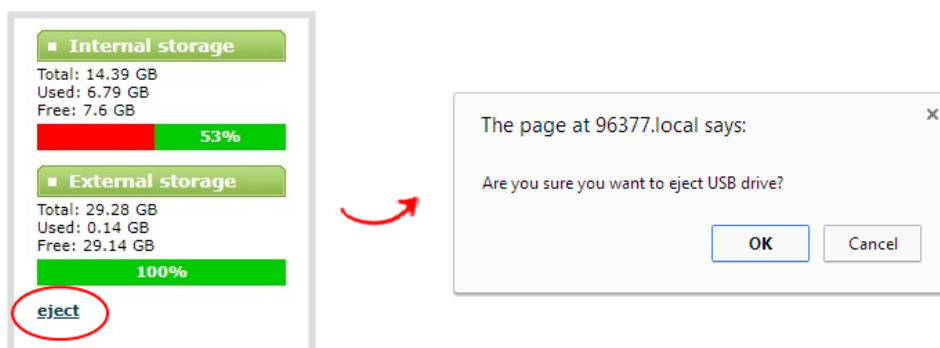 Internal storage
Total: 14.39 GB
Used: 6.79 GB
Free: 7.6 GB
53%
External storage
Total: 29.28 GB
Used: 0.14 GB
Free: 29.14 GB
100%
eject
The page at 96377.local says:
Are you sure you want to eject USB drive?
OK
Cancel